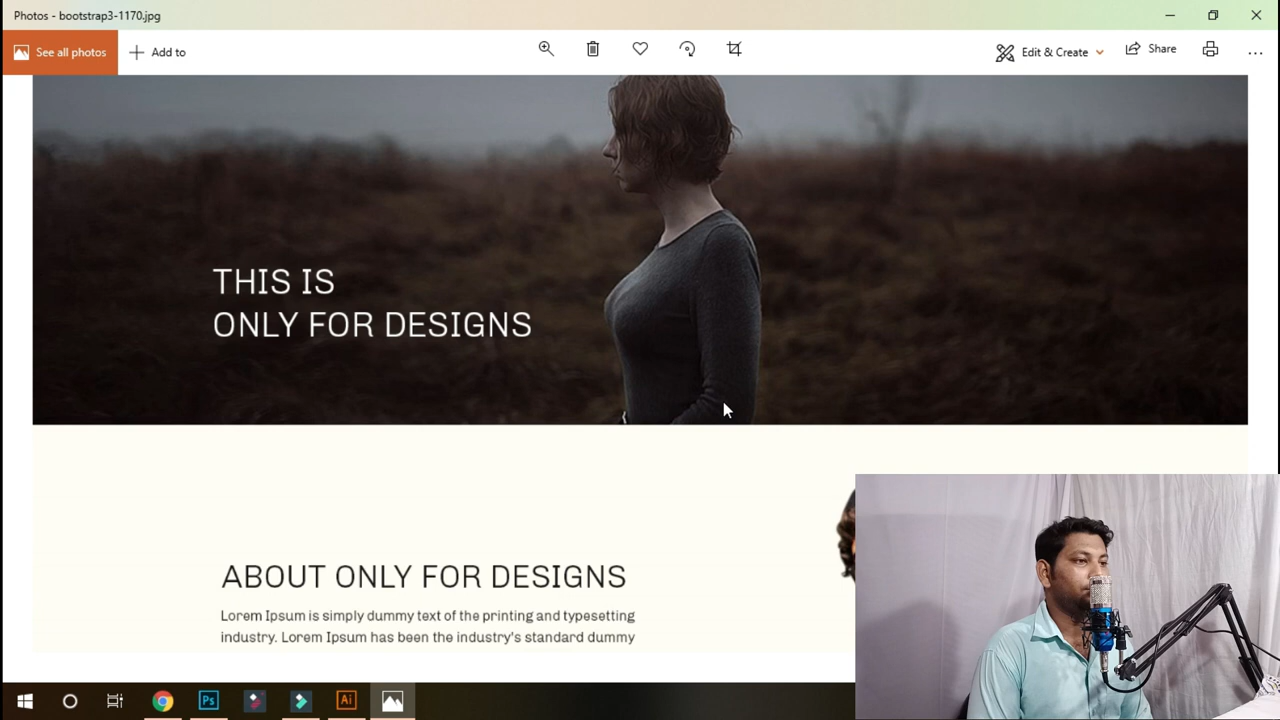 Photos - bootstrap3-1170.jpg
See all photos
Add to
Edit & Create
Share
THIS IS
ONLY FOR DESIGNS
ABOUT ONLY FOR DESIGNS
Lorem Ipsum is simply dummy text of the printing and typesetting
industry. Lorem Ipsum has been the industry's standard dummy
Ps
Ai